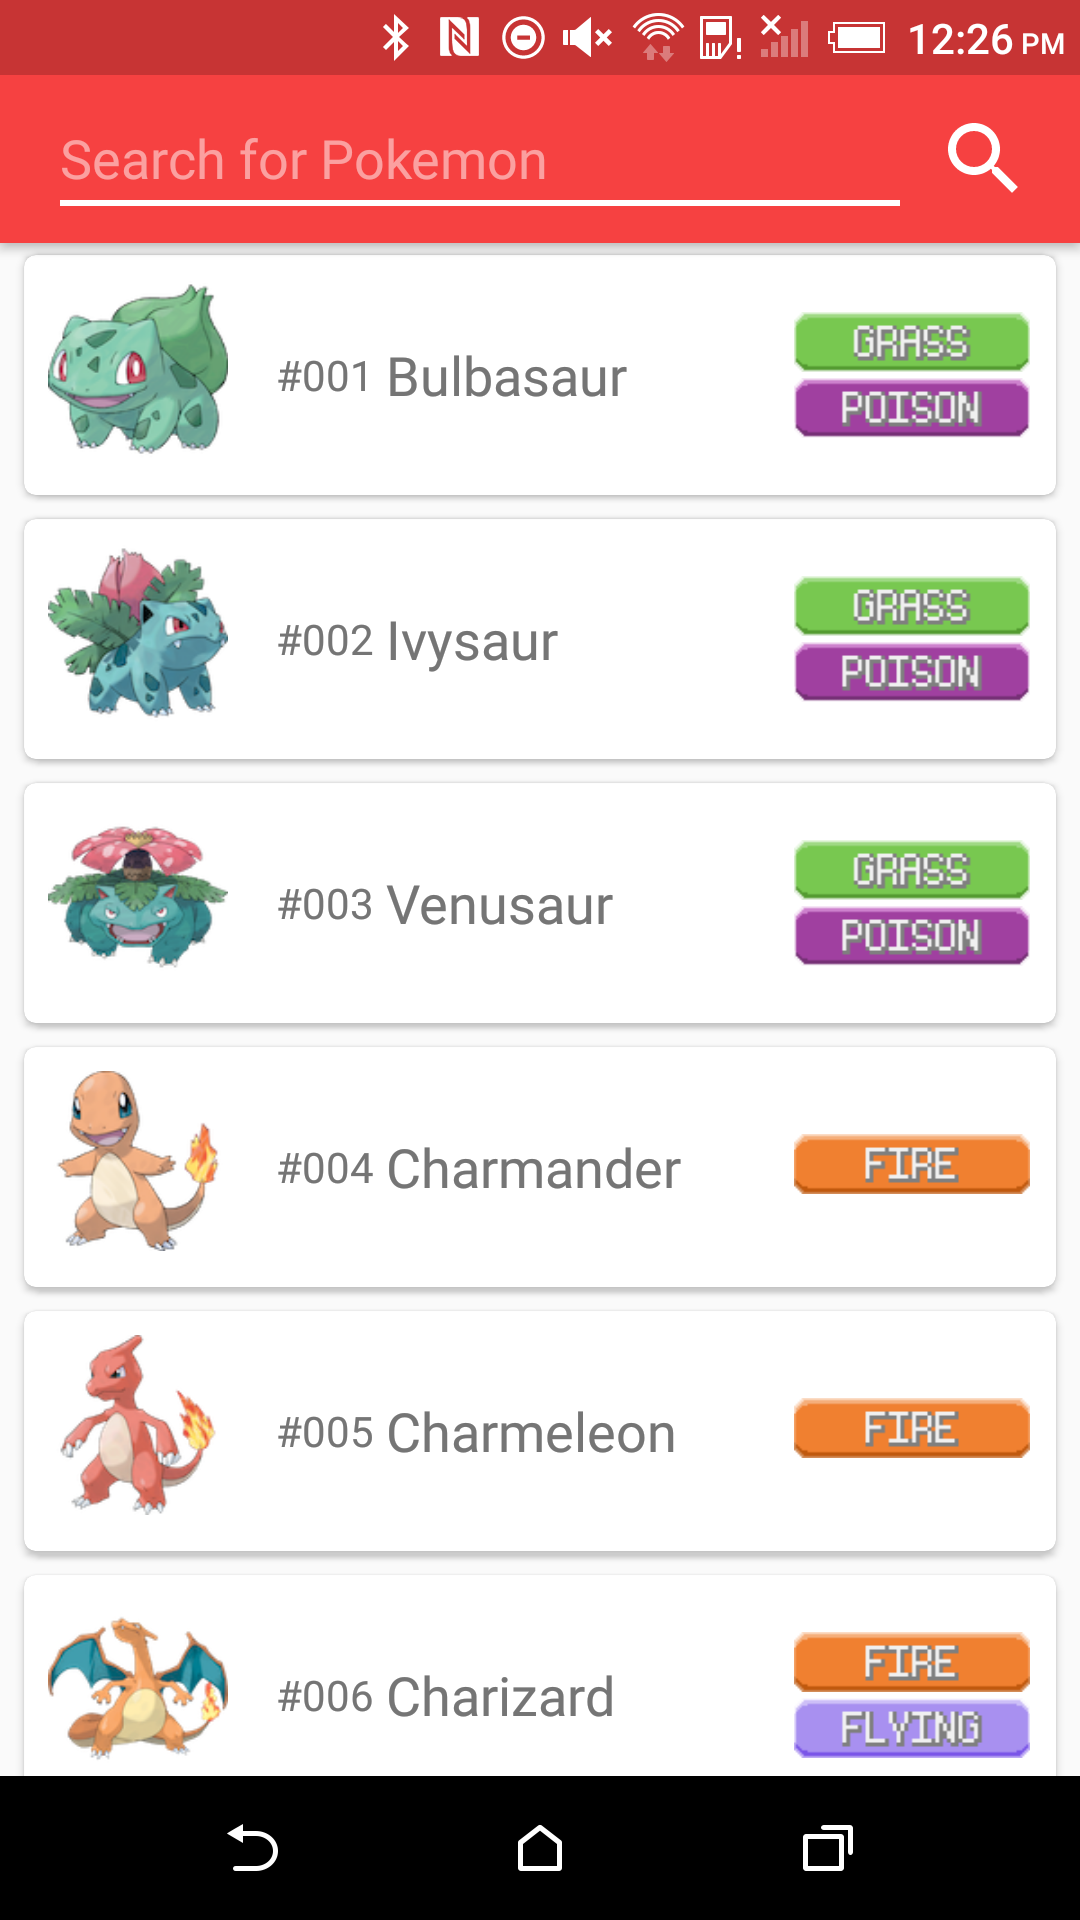 12:26 PM
Search for Pokemon
#001 Bulbasaur
GRASS
POISON
#002 Ivysaur
GRASS
POISON
#003 Venusaur
GRASS
POISON
#004 Charmander
FIRE
#005 Charmeleon
FIRE
#006 Charizard
FIRE
FLYING